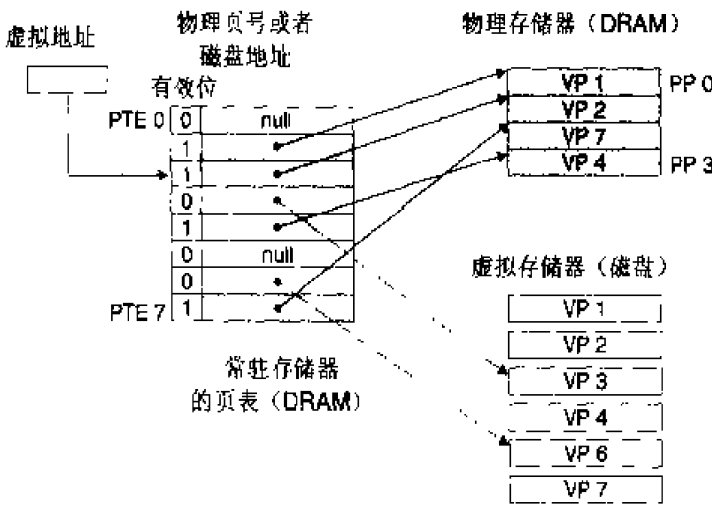 虚拟地址
物理页号或者
磁盘地址
有效位
PTE 0
0
null
1
1
0
1
0
null
0
PTE 7
1
常驻存储器
的页表（DRAM）
物理存储器（DRAM）
VP 1
PP 0
VP 2
VP 7
VP 4
PP 3
虚拟存储器（磁盘）
VP 1
VP 2
VP 3
VP 4
VP 6
VP 7